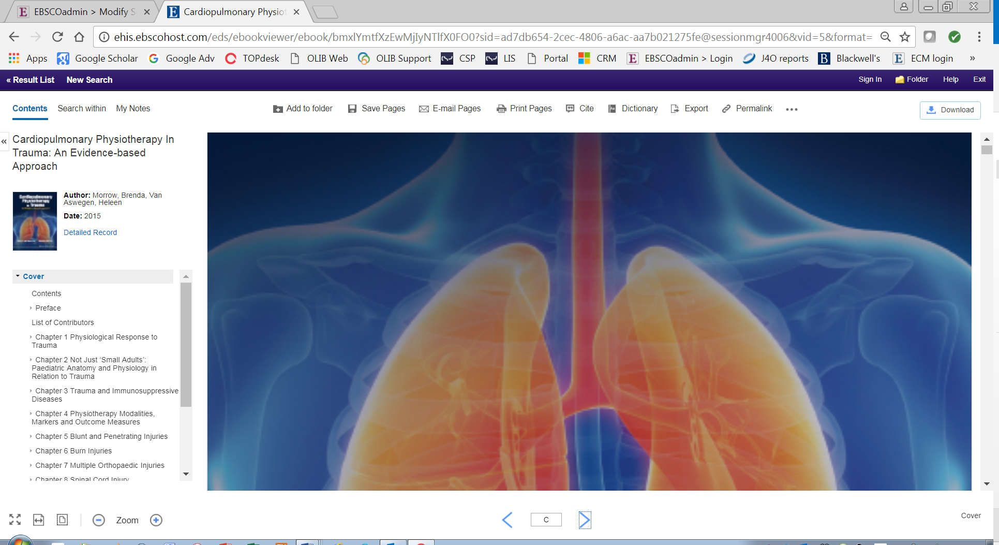 EBSCOadmin > Modify S
Cardiopulmonary Physiot
ehis.ebscohost.com/eds/ebookviewer/ebook/bmxlYmtfXzEwMjIyNTlfX0FO0?sid=ad7db654-2cec-4806-a6ac-aa7b021275fe@sessionmgr4006&vid=5&format=
Apps Google Scholar Google Adv TOPdesk OLIB Web OLIB Support CSP LIS Portal CRM EBSCOadmin > Login J4O reports Blackwell's ECM login »
« Result List New Search Sign In Folder Help Exit
Contents Search within My Notes Add to folder Save Pages E-mail Pages Print Pages Cite Dictionary Export Permalink Download
«
Cardiopulmonary Physiotherapy In
Trauma: An Evidence-based
Approach
Cardiopulmonary
Physiotherapy
in Trauma
Author: Morrow, Brenda, Van
Aswegen, Heleen
Date: 2015
Detailed Record
Cover
Contents
Preface
List of Contributors
Chapter 1 Physiological Response to
Trauma
Chapter 2 Not Just ‘Small Adults’:
Paediatric Anatomy and Physiology in
Relation to Trauma
Chapter 3 Trauma and Immunosuppressive
Diseases
Chapter 4 Physiotherapy Modalities,
Markers and Outcome Measures
Chapter 5 Blunt and Penetrating Injuries
Chapter 6 Burn Injuries
Chapter 7 Multiple Orthopaedic Injuries
Chapter 8 Spinal Cord Injury
Zoom
C
Cover